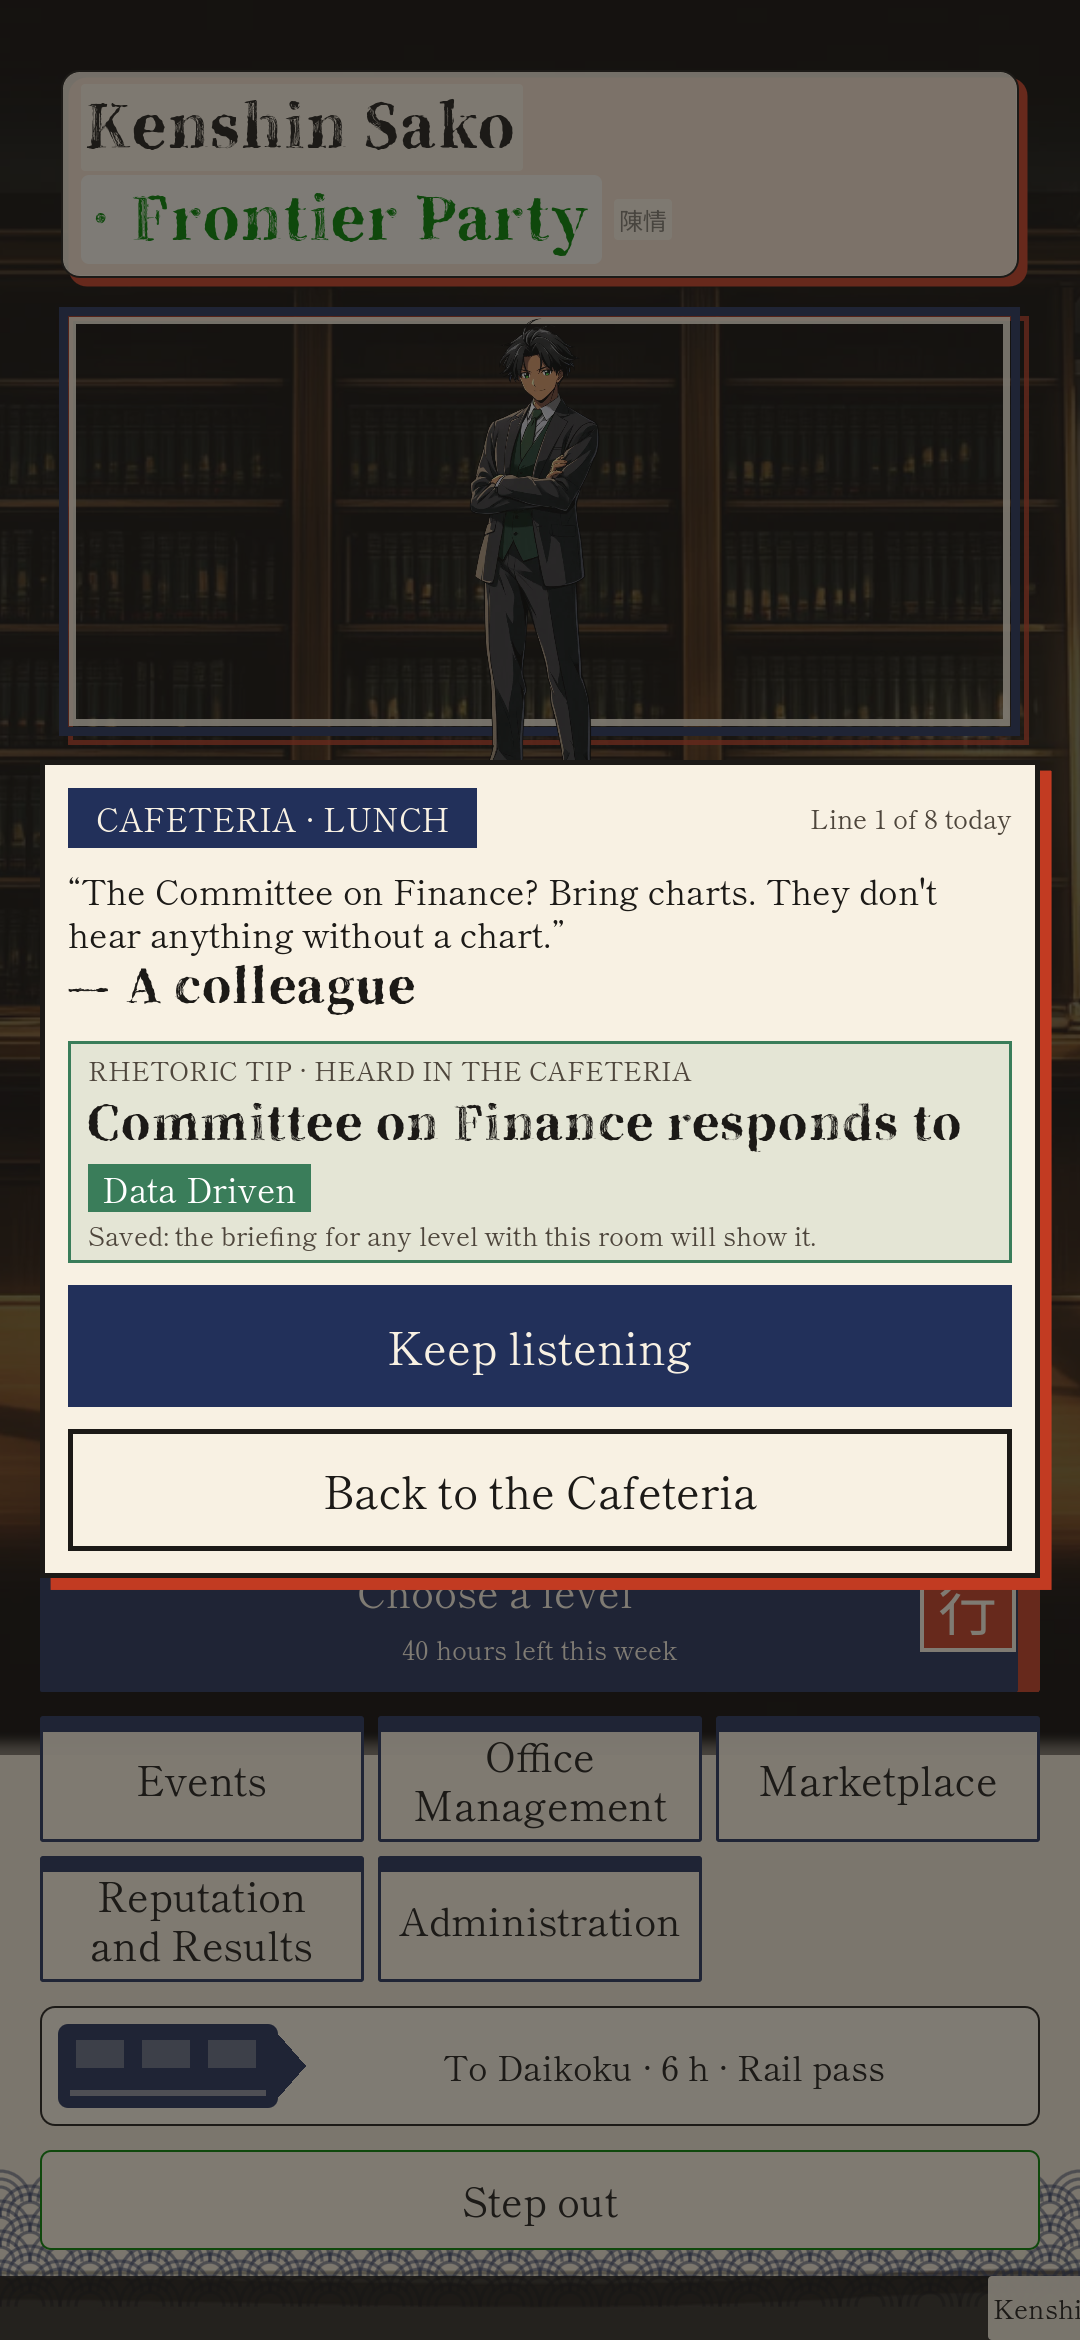 Kenshin Sako
· Frontier Party 陳情
CAFETERIA · LUNCH
Line 1 of 8 today
“The Committee on Finance? Bring charts. They don't
hear anything without a chart.”
— A colleague
RHETORIC TIP · HEARD IN THE CAFETERIA
Committee on Finance responds to
Data Driven
Saved: the briefing for any level with this room will show it.
Keep listening
Back to the Cafeteria
Choose a level
行
40 hours left this week
Events
Office
Management
Marketplace
Reputation
and Results
Administration
To Daikoku · 6 h · Rail pass
Step out
Kenshi